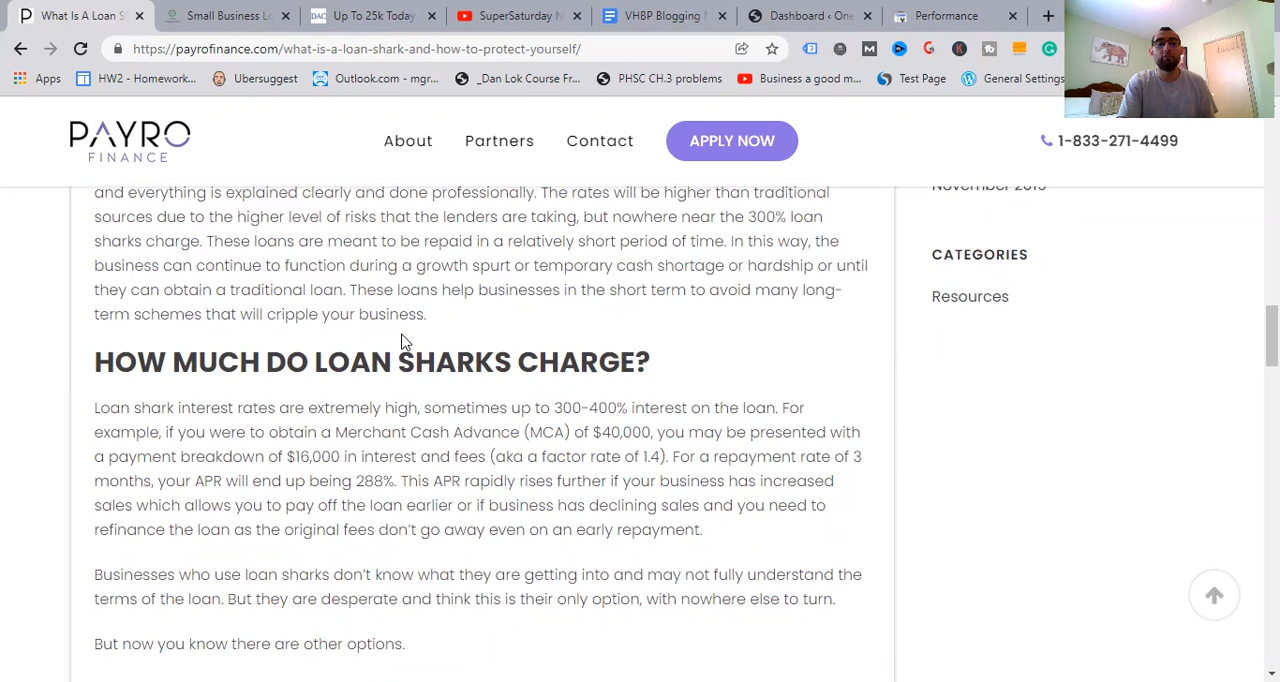 What Is A Loan S
Small Business Lo
DAC
Up To 25k Today
SuperSaturday N
VHBP Blogging
Dashboard ‹ One
Performance
https://payrofinance.com/what-is-a-loan-shark-and-how-to-protect-yourself/
Apps
HW2 - Homework...
Ubersuggest
Outlook.com - mgr...
_Dan Lok Course Fr...
PHSC CH.3 problems
Business a good m...
Test Page
General Settings
PAYRO
FINANCE
About
Partners
Contact
APPLY NOW
1-833-271-4499
and everything is explained clearly and done professionally. The rates will be higher than traditional
sources due to the higher level of risks that the lenders are taking, but nowhere near the 300% loan
sharks charge. These loans are meant to be repaid in a relatively short period of time. In this way, the
business can continue to function during a growth spurt or temporary cash shortage or hardship or until
they can obtain a traditional loan. These loans help businesses in the short term to avoid many long-
term schemes that will cripple your business.
HOW MUCH DO LOAN SHARKS CHARGE?
Loan shark interest rates are extremely high, sometimes up to 300-400% interest on the loan. For
example, if you were to obtain a Merchant Cash Advance (MCA) of $40,000, you may be presented with
a payment breakdown of $16,000 in interest and fees (aka a factor rate of 1.4). For a repayment rate of 3
months, your APR will end up being 288%. This APR rapidly rises further if your business has increased
sales which allows you to pay off the loan earlier or if business has declining sales and you need to
refinance the loan as the original fees don't go away even on an early repayment.
Businesses who use loan sharks don't know what they are getting into and may not fully understand the
terms of the loan. But they are desperate and think this is their only option, with nowhere else to turn.
But now you know there are other options.
November 2019
CATEGORIES
Resources